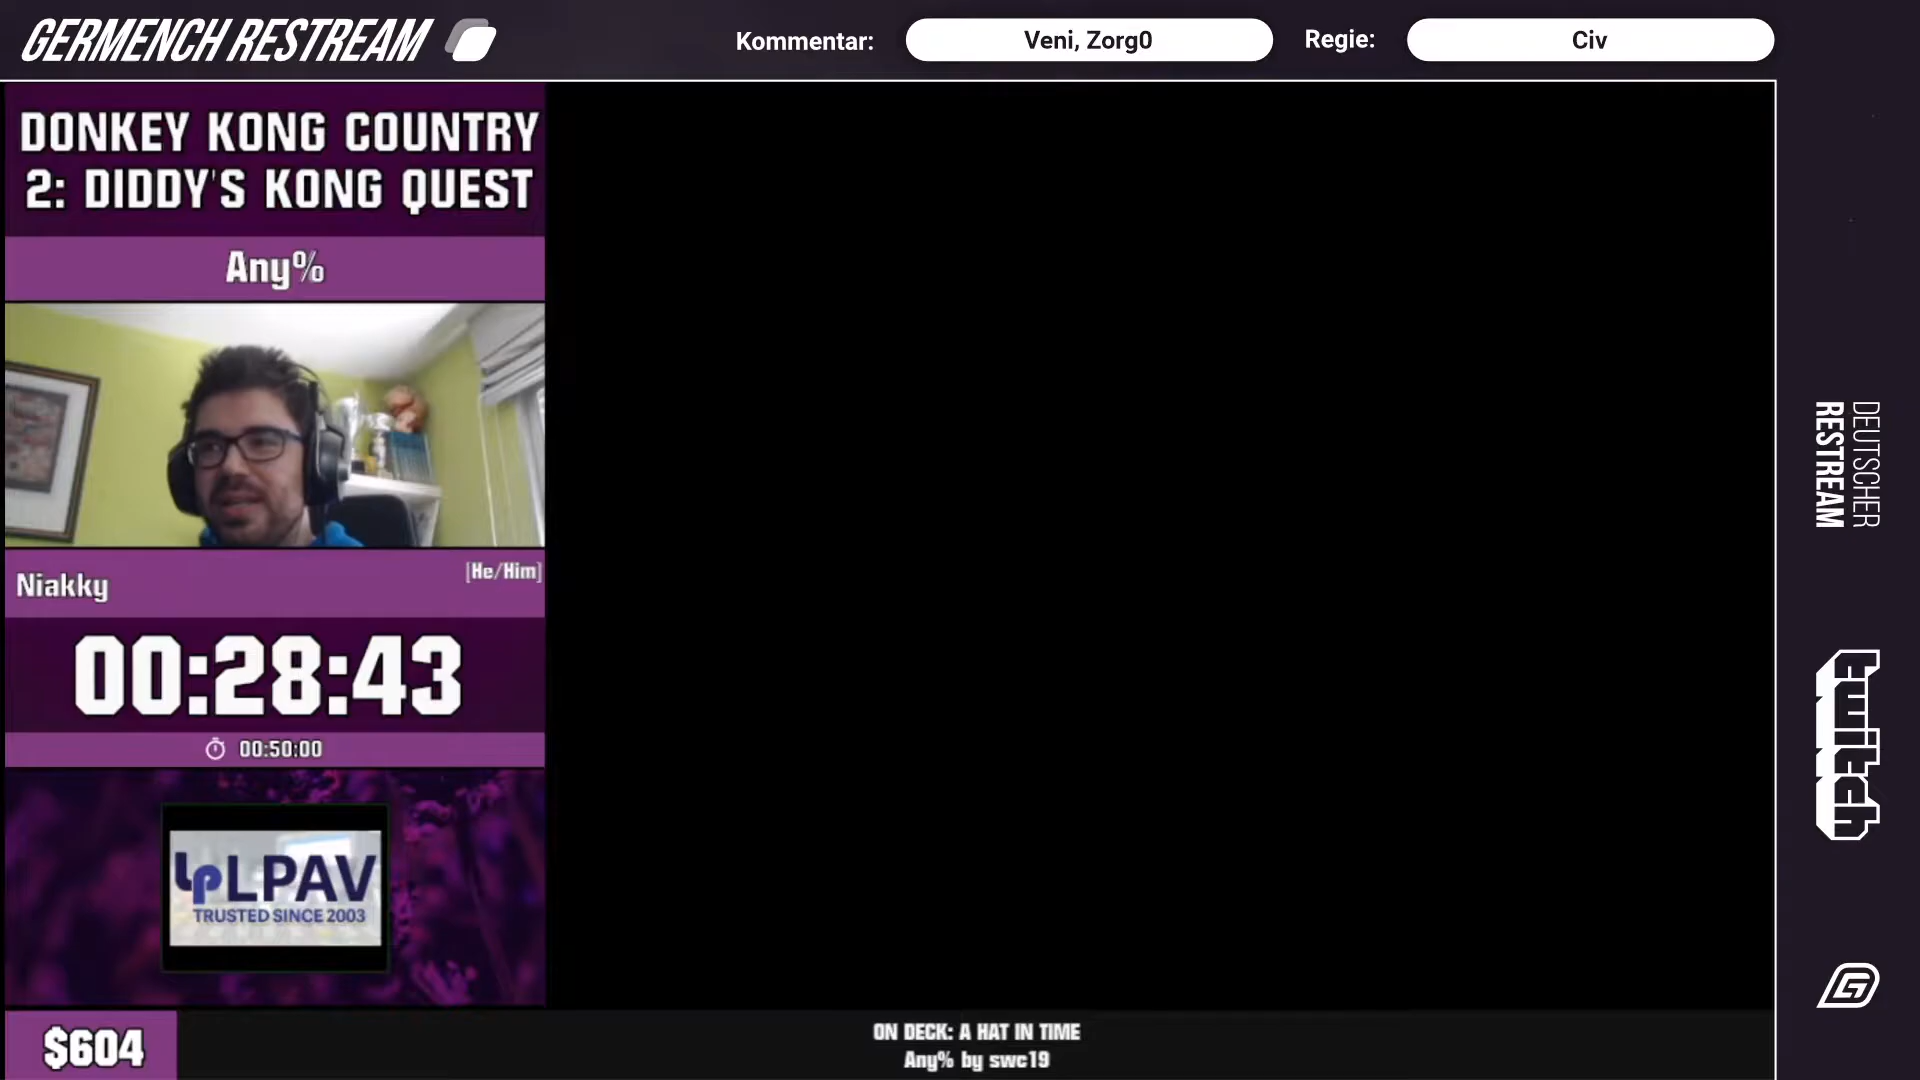 GERMENCH RESTREAM
Kommentar:
Veni, Zorg0
Regie:
Civ
DONKEY KONG COUNTRY
2: DIDDY'S KONG QUEST
Any%
Niakky
[He/Him]
00:28:43
00:50:00
LPLPAV
TRUSTED SINCE 2003
$604
ON DECK: A HAT IN TIME
Any% by swc19
DEUTSCHER
RESTREAM
twitch
G